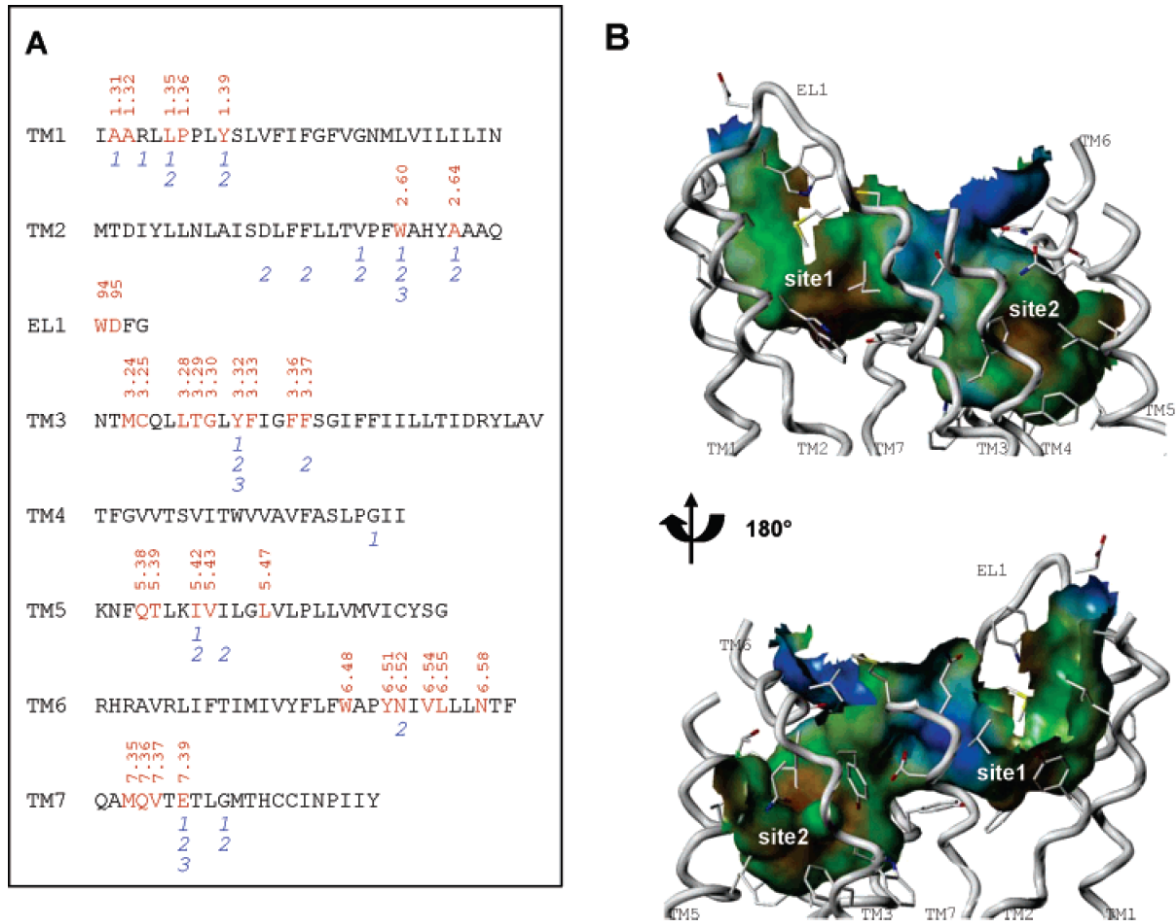 A
1.31 1.32 1.35 1.36 1.39
TM1 IAARLLPPLYSLVFIFGFVGNMLVILILIN
1 1 1 1
2 2
2.60 2.64
TM2 MTDIYLLNLAISDLFFLLTVPFWAHYAAAQ
1 1 1
2 2 2 2 2
3
94 95
EL1 WDFG
3.24 3.25 3.28 3.29 3.30 3.32 3.33 3.36 3.37
TM3 NTMCQLLTGLYFIGFFSGIFFIILLTIDRYLAV
1
2 2
3
TM4 TFGVVTSVITWVVAVFASLPGII
1
5.38 5.39 5.42 5.43 5.47
TM5 KNFQTLKIVILGLVLPLLVMVICYSG
1
2 2
6.48 6.51 6.52 6.54 6.55 6.58
TM6 RHRAVRLIFTIMIVYFLFWAPYNIVLLLNTF
2
7.35 7.36 7.37 7.39
TM7 QAMQVTETLGMTHCCINPIIY
1 1
2 2
3
B
EL1
TM6
site1
site2
TM5
TM1 TM2 TM7 TM3 TM4
180°
EL1
TM6
site1
site2
TM5 TM3 TM7 TM2 TM1